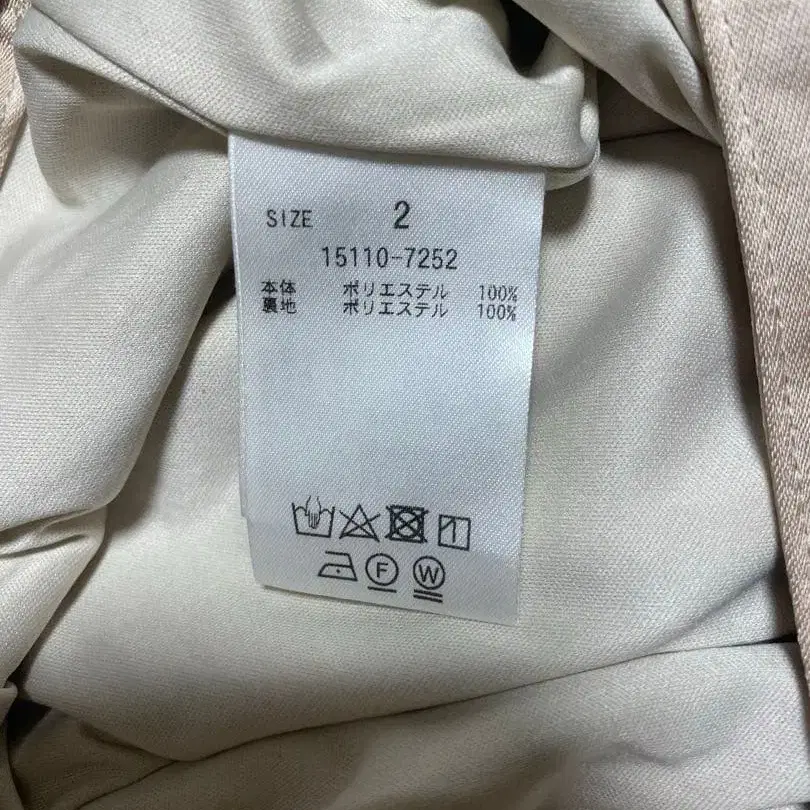 SIZE 2
15110-7252
本体 ポリエステル 100%
裏地 ポリエステル 100%
F W